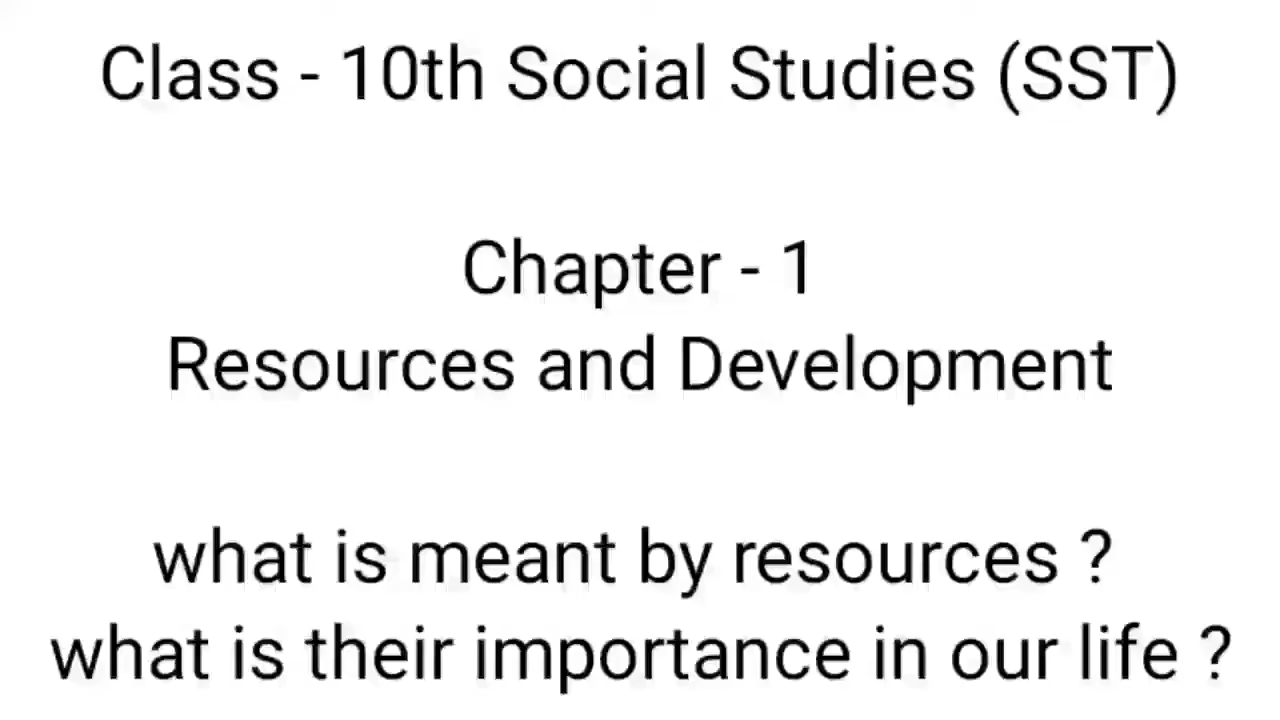 Class - 10th Social Studies (SST)
Chapter - 1
Resources and Development
what is meant by resources ?
what is their importance in our life ?